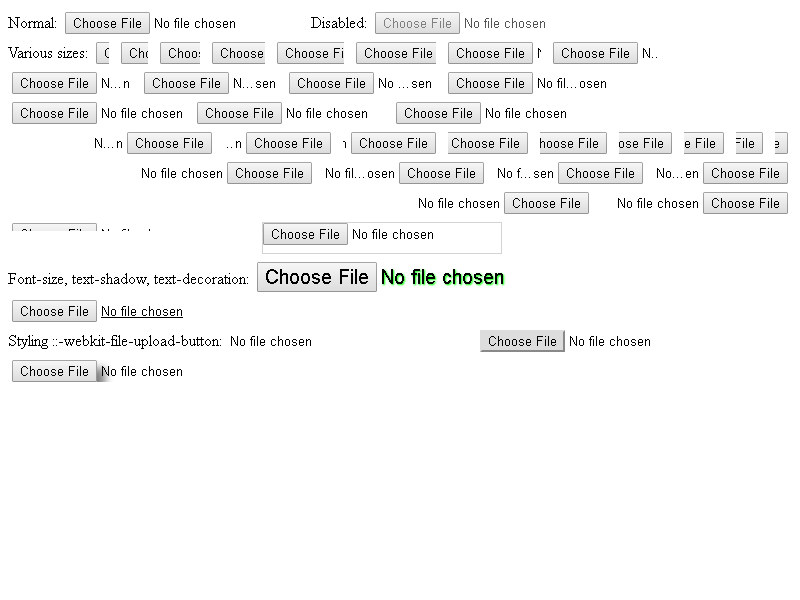 Normal: Choose File No file chosen Disabled: Choose File No file chosen
Various sizes: Cho Choo Choose Choose Fi Choose File Choose File Choose File N..
Choose File N...n Choose File N...sen Choose File No ...sen Choose File No fil...osen
Choose File No file chosen Choose File No file chosen Choose File No file chosen
N...n Choose File ..n Choose File n Choose File Choose File hoose File ose File e File File e
No file chosen Choose File No fil...osen Choose File No f...sen Choose File No...en Choose File
No file chosen Choose File No file chosen Choose File
Choose File No file chosen
Font-size, text-shadow, text-decoration: Choose File No file chosen
Choose File No file chosen
Styling ::-webkit-file-upload-button: No file chosen Choose File No file chosen
Choose File No file chosen